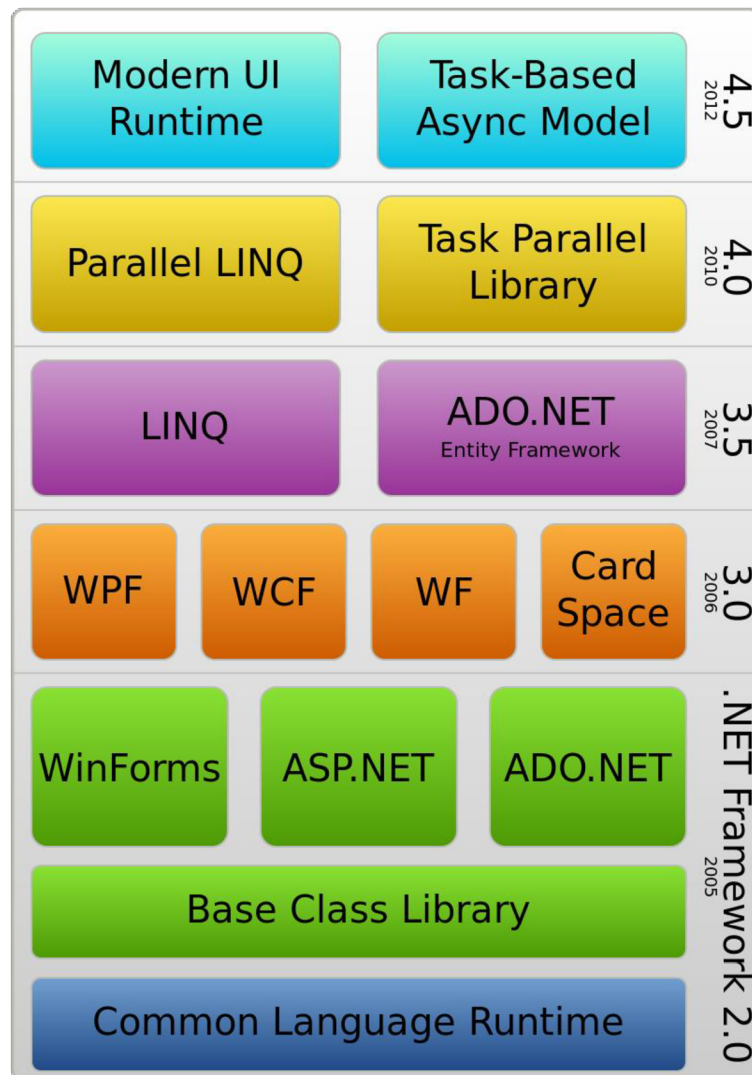 Modern UI
Runtime
Task-Based
Async Model
4.5
2012
Parallel LINQ
Task Parallel
Library
4.0
2010
LINQ
ADO.NET
Entity Framework
3.5
2007
WPF
WCF
WF
Card
Space
3.0
2006
WinForms
ASP.NET
ADO.NET
Base Class Library
Common Language Runtime
.NET Framework 2.0
2005